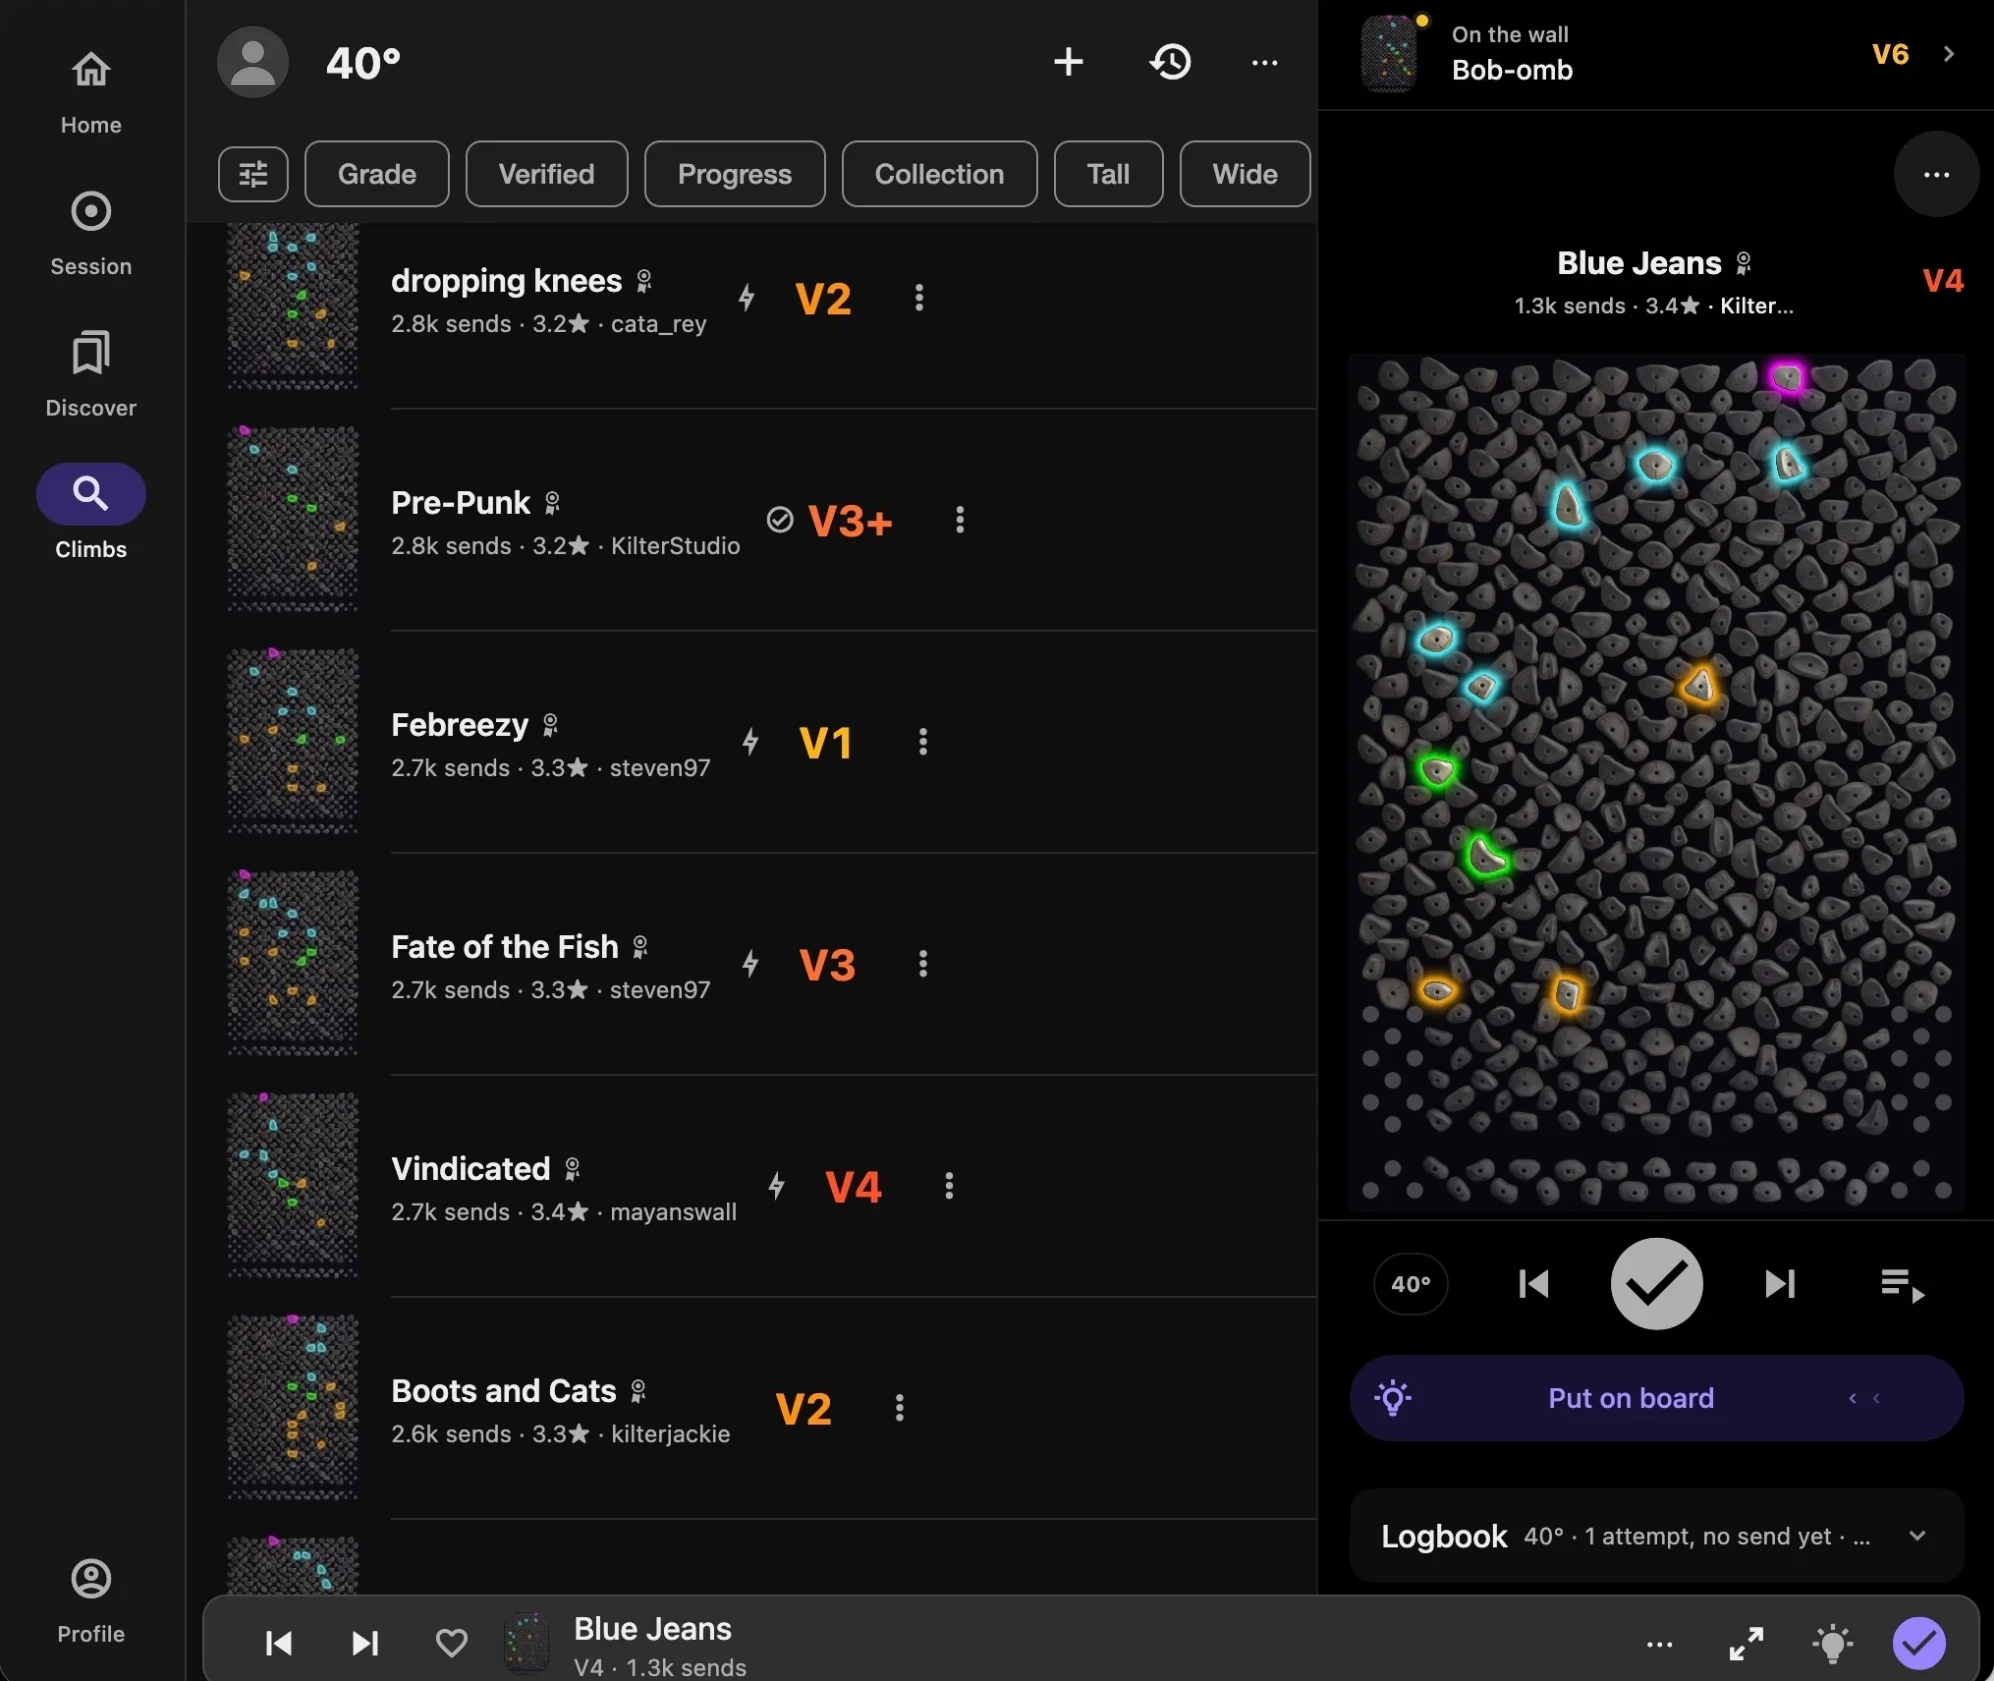 Home
Session
Discover
Climbs
Profile
40°
Grade
Verified
Progress
Collection
Tall
Wide
dropping knees
2.8k sends · 3.2★ · cata_rey
V2
Pre-Punk
2.8k sends · 3.2★ · KilterStudio
V3+
Febreezy
2.7k sends · 3.3★ · steven97
V1
Fate of the Fish
2.7k sends · 3.3★ · steven97
V3
Vindicated
2.7k sends · 3.4★ · mayanswall
V4
Boots and Cats
2.6k sends · 3.3★ · kilterjackie
V2
On the wall
Bob-omb
V6
Blue Jeans
1.3k sends · 3.4★ · Kilter...
V4
40°
Put on board
Logbook 40° · 1 attempt, no send yet · ...
Blue Jeans
V4 · 1.3k sends